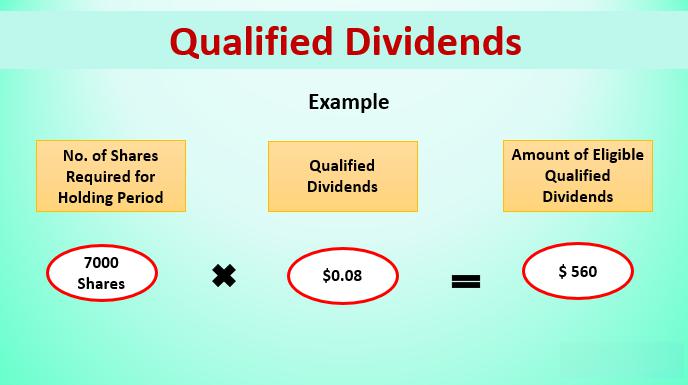 Qualified Dividends
Example
No. of Shares
Required for
Holding Period
Qualified
Dividends
Amount of Eligible
Qualified
Dividends
7000
Shares
✖
$0.08
=
$ 560